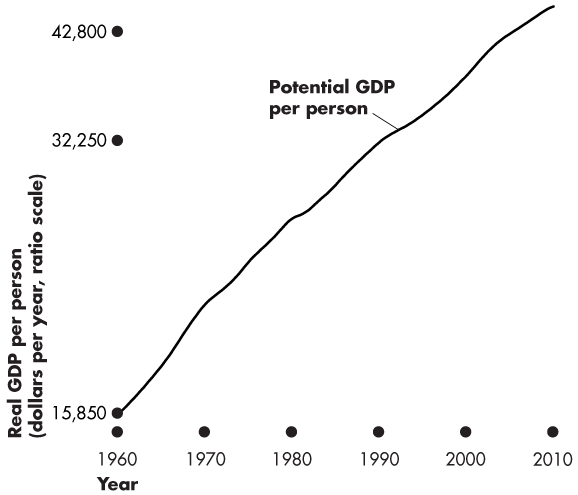 42,800
Potential GDP
per person
32,250
Real GDP per person
(dollars per year, ratio scale)
15,850
1960 1970 1980 1990 2000 2010
Year